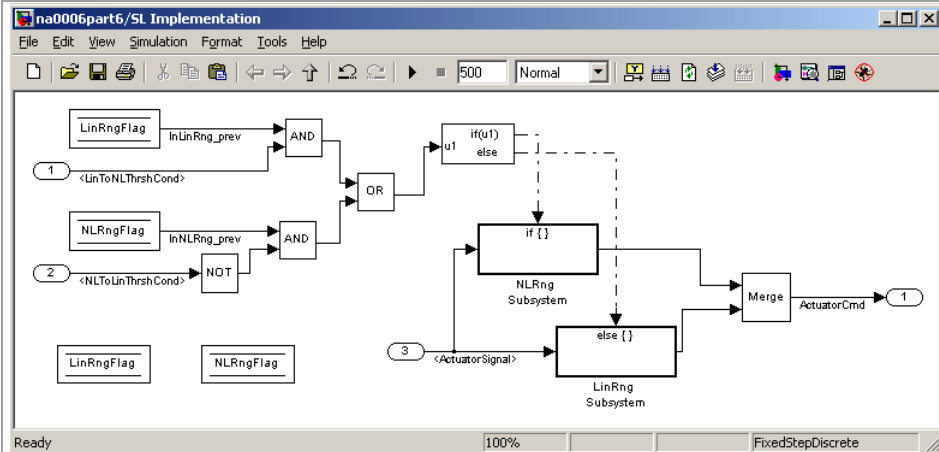 na0006part6/SL Implementation
File Edit View Simulation Format Tools Help
500 Normal
LinRngFlag
InLinRng_prev
AND
1
<LinToNLThrshCond>
u1
if(u1)
else
OR
NLRngFlag
InNLRng_prev
AND
2
<NLToLinThrshCond>
NOT
if { }
NLRng
Subsystem
Merge
ActuatorCmd
1
LinRngFlag
NLRngFlag
3
<ActuatorSignal>
else { }
LinRng
Subsystem
Ready 100% FixedStepDiscrete